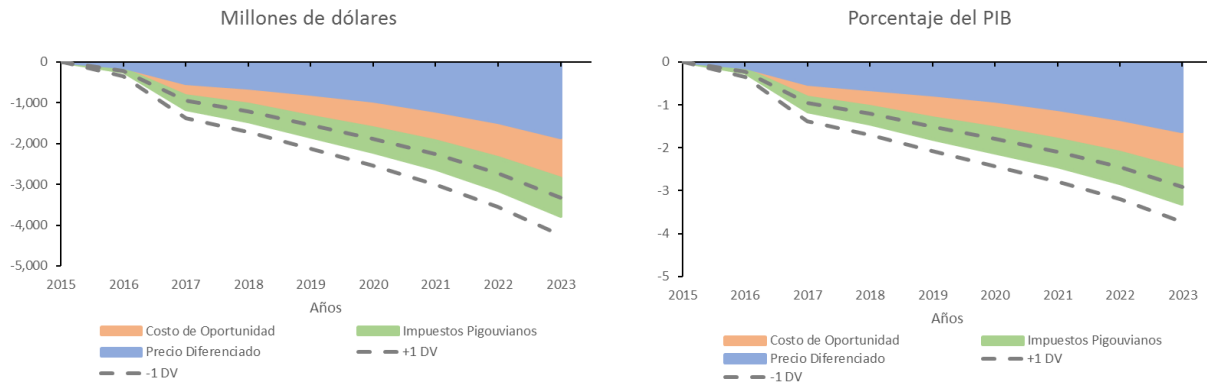 Millones de dólares
0
-1,000
-2,000
-3,000
-4,000
-5,000
2015 2016 2017 2018 2019 2020 2021 2022 2023
Años
Costo de Oportunidad
Impuestos Pigouvianos
Precio Diferenciado
+1 DV
-1 DV
Porcentaje del PIB
0
-1
-2
-3
-4
-5
2015 2016 2017 2018 2019 2020 2021 2022 2023
Años
Costo de Oportunidad
Impuestos Pigouvianos
Precio Diferenciado
+1 DV
-1 DV